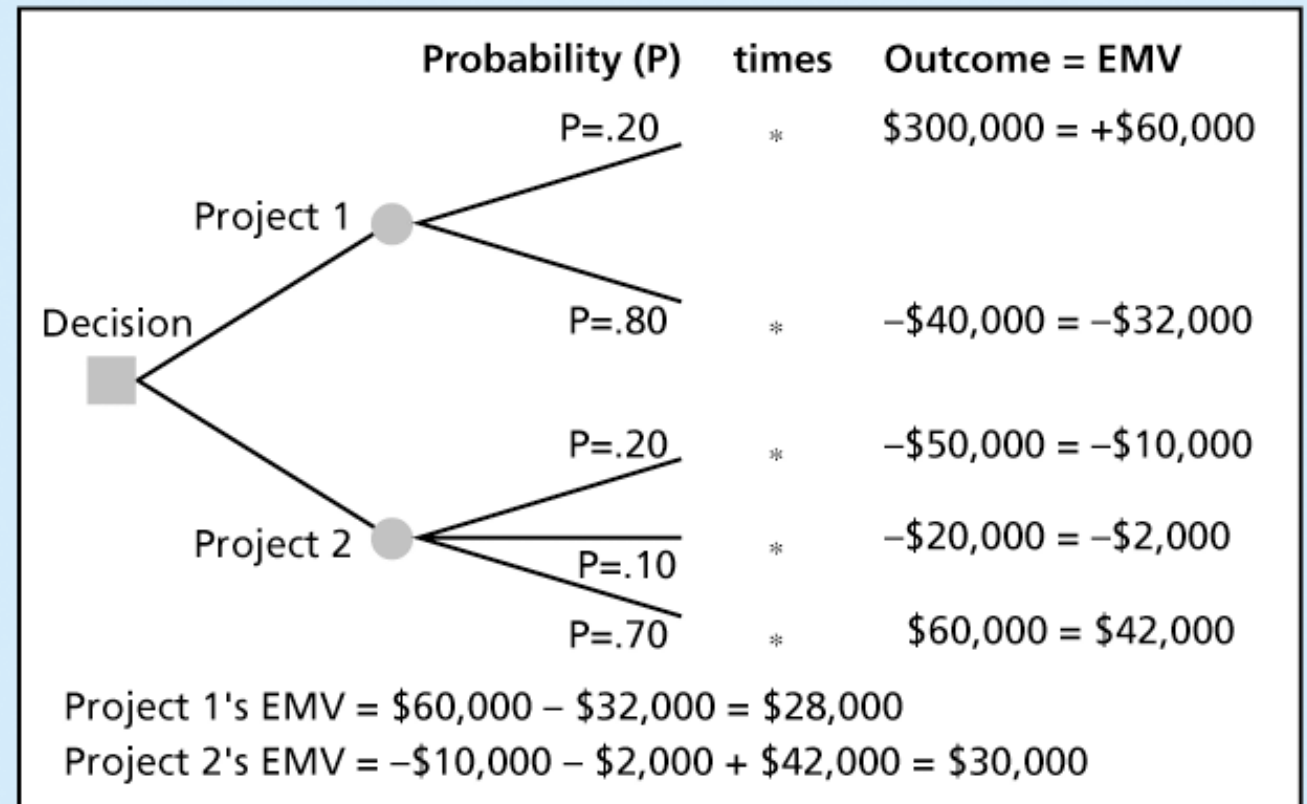 Probability (P) times Outcome = EMV
P=.20 * $300,000 = +$60,000
Project 1
P=.80 * –$40,000 = –$32,000
Decision
P=.20 * –$50,000 = –$10,000
Project 2
P=.10 * –$20,000 = –$2,000
P=.70 * $60,000 = $42,000
Project 1's EMV = $60,000 – $32,000 = $28,000
Project 2's EMV = –$10,000 – $2,000 + $42,000 = $30,000